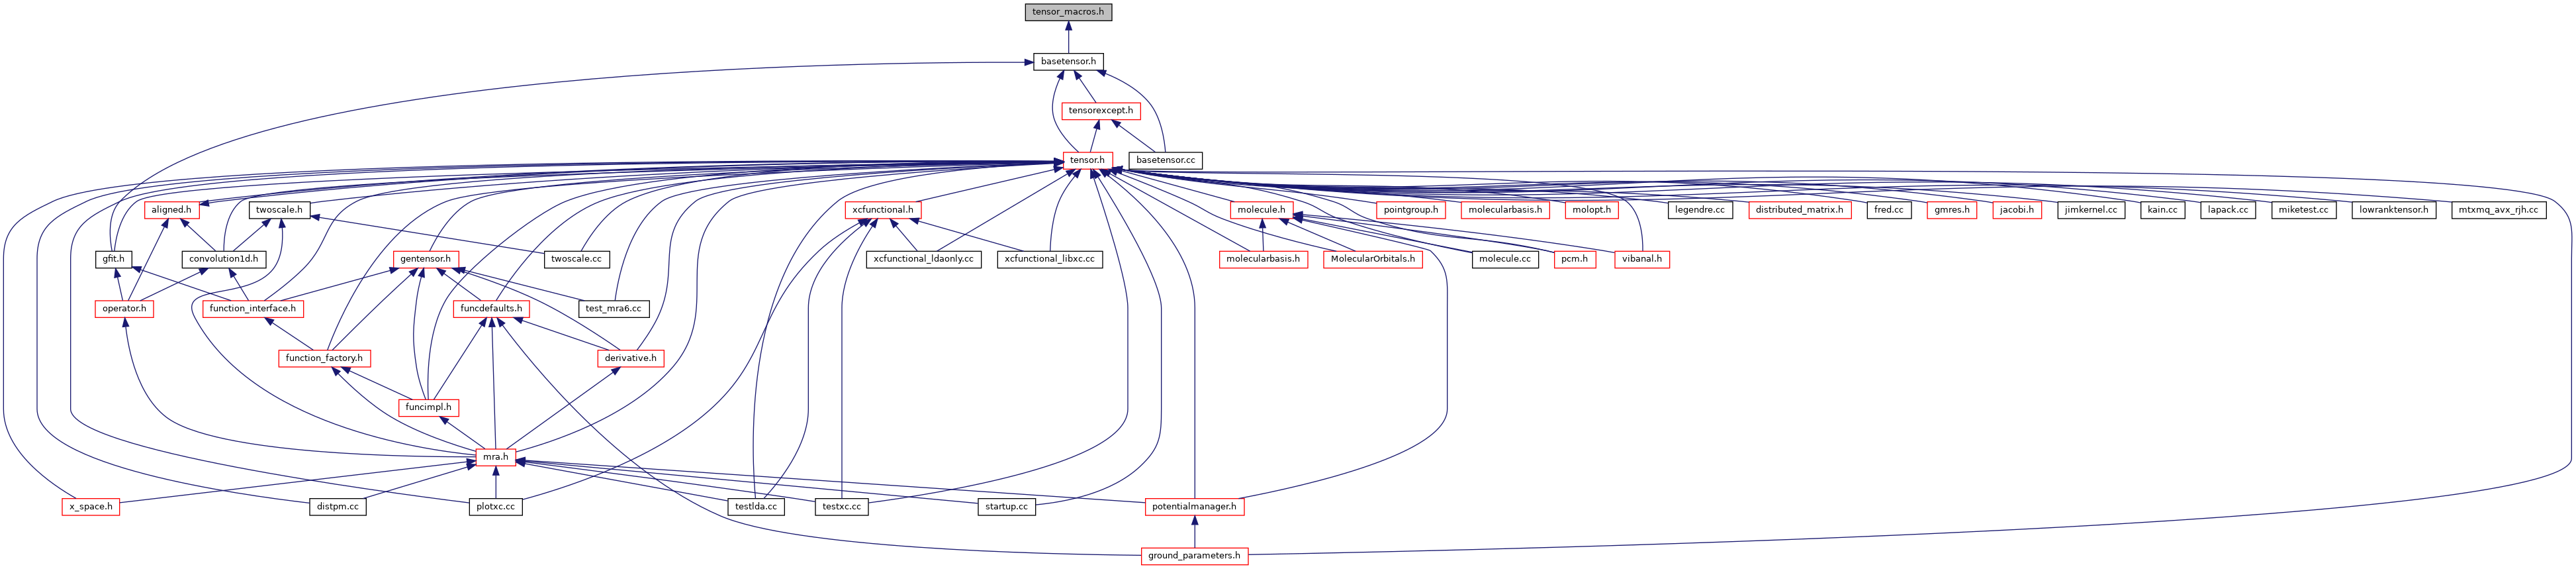 tensor_macros.h
basetensor.h
tensorexcept.h
tensor.h
basetensor.cc
aligned.h
twoscale.h
xcfunctional.h
molecule.h
pointgroup.h
molecularbasis.h
molopt.h
legendre.cc
distributed_matrix.h
fred.cc
gmres.h
jacobi.h
jimkernel.cc
kain.cc
lapack.cc
miketest.cc
lowranktensor.h
mtxmq_avx_rjh.cc
gfit.h
convolution1d.h
gentensor.h
twoscale.cc
xcfunctional_ldaonly.cc
xcfunctional_libxc.cc
molecularbasis.h
MolecularOrbitals.h
molecule.cc
pcm.h
vibanal.h
operator.h
function_interface.h
funcdefaults.h
test_mra6.cc
function_factory.h
derivative.h
funcimpl.h
mra.h
x_space.h
distpm.cc
plotxc.cc
testlda.cc
testxc.cc
startup.cc
potentialmanager.h
ground_parameters.h